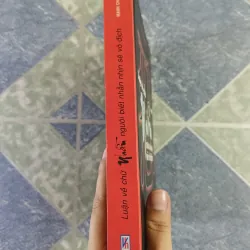 Luận về chữ Nhẫn người biết nhẫn nhịn sẽ vô địch